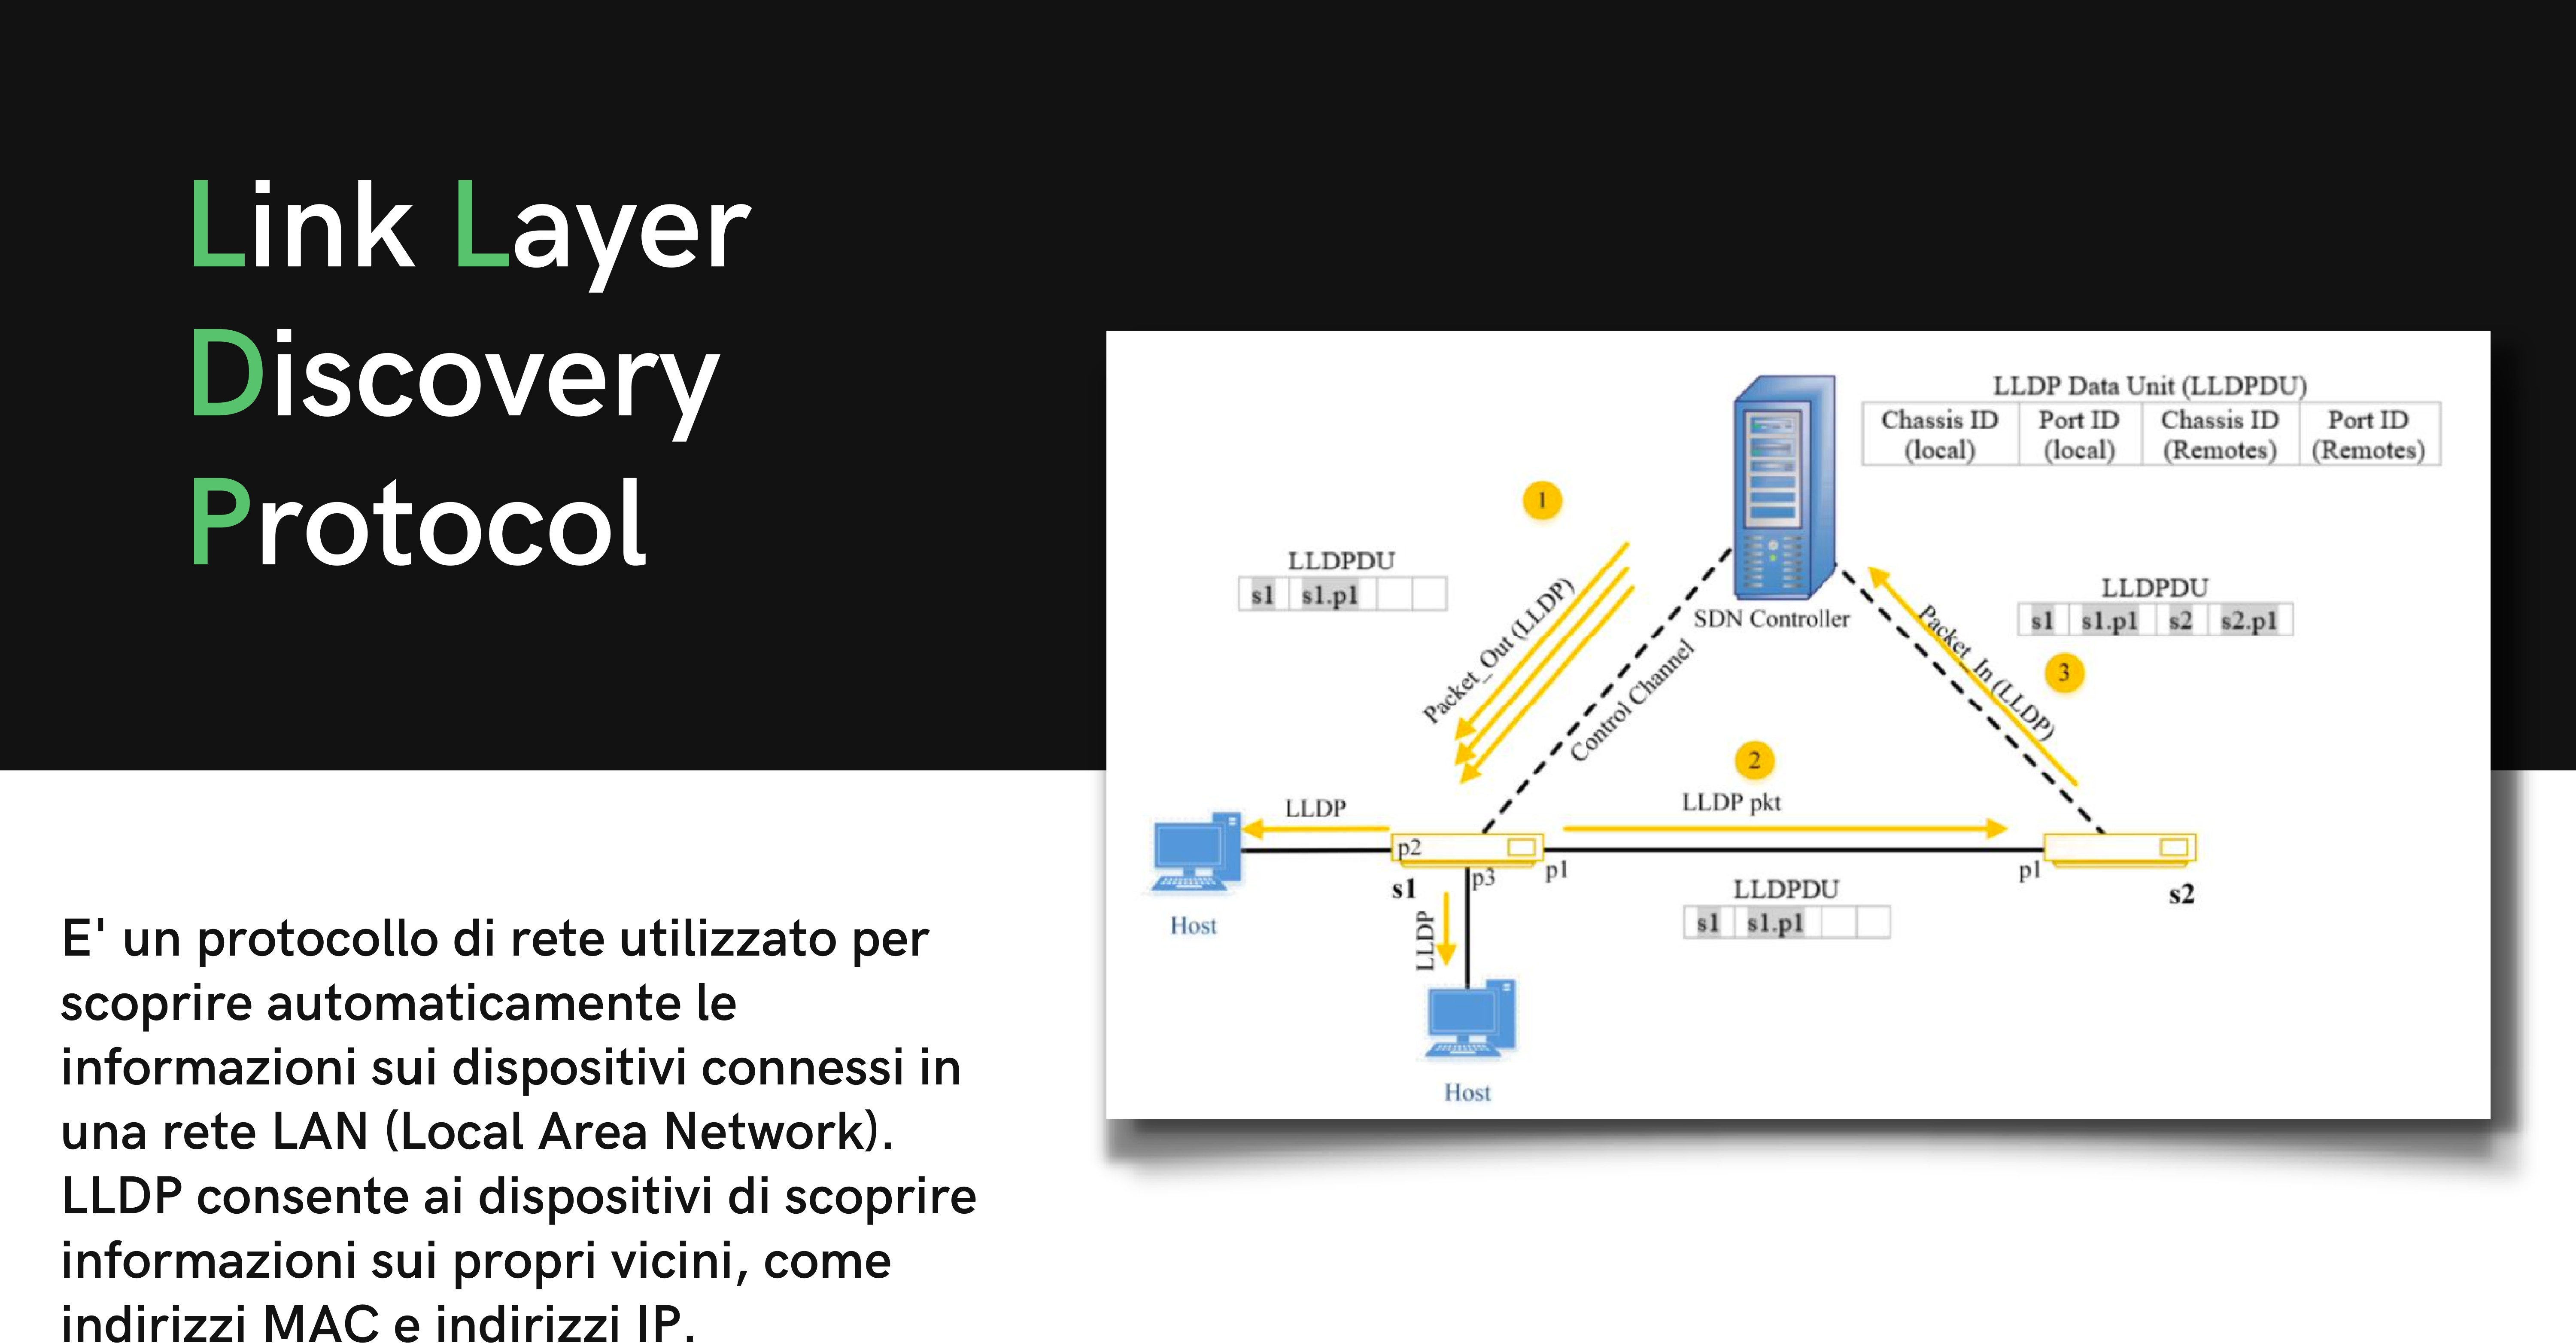 Link Layer
Discovery
Protocol
E' un protocollo di rete utilizzato per
scoprire automaticamente le
informazioni sui dispositivi connessi in
una rete LAN (Local Area Network).
LLDP consente ai dispositivi di scoprire
informazioni sui propri vicini, come
indirizzi MAC e indirizzi IP.
LLDP Data Unit (LLDPDU)
Chassis ID (local) Port ID (local) Chassis ID (Remotes) Port ID (Remotes)
1
LLDPDU
s1 s1.p1
Packet_Out (LLDP)
Control Channel
SDN Controller
LLDPDU
s1 s1.p1 s2 s2.p1
Packet_In (LLDP)
3
2
LLDP pkt
LLDP
p2
s1
p3
p1
p1
s2
LLDPDU
s1 s1.p1
Host
LLDP
Host